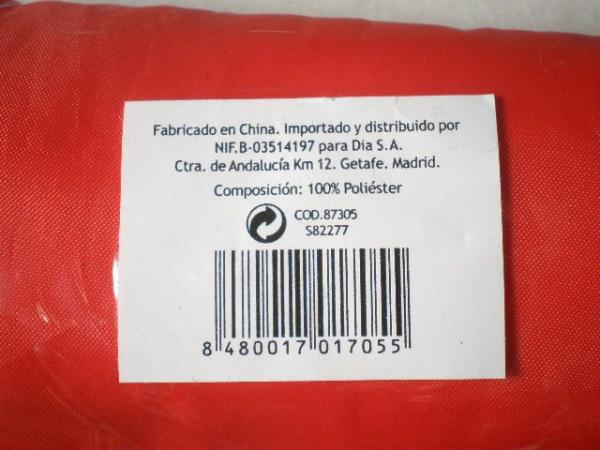 Fabricado en China. Importado y distribuido por
NIF.B-03514197 para Dia S.A.
Ctra. de Andalucía Km 12. Getafe. Madrid.
Composición: 100% Poliéster
COD.87305
S82277
8 480017 017055